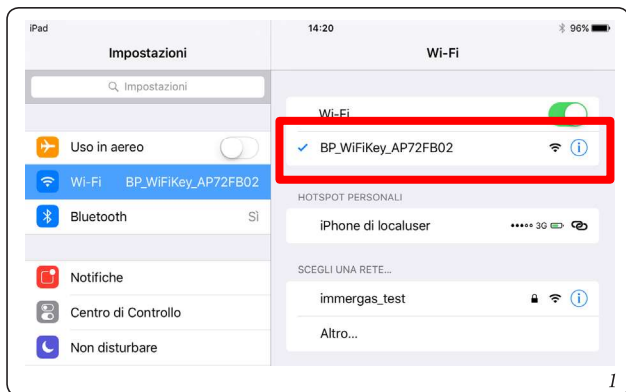 iPad
14:20
96%
Impostazioni
Wi-Fi
Impostazioni
Uso in aereo
Wi-Fi BP_WiFiKey_AP72FB02
Bluetooth Sì
Notifiche
Centro di Controllo
Non disturbare
Wi-Fi
BP_WiFiKey_AP72FB02
HOTSPOT PERSONALI
iPhone di localuser 3G
SCEGLI UNA RETE...
immergas_test
Altro...
1